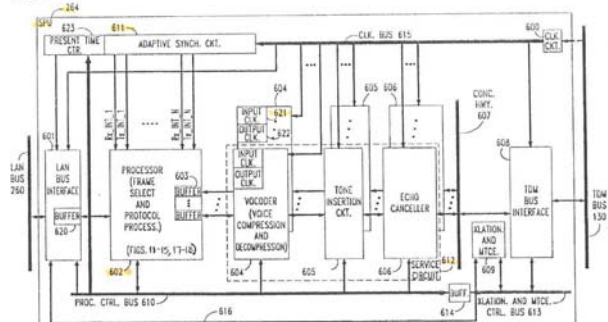 SPU 264
623
611
PRESENT TIME CTR.
ADAPTIVE SYNCH. CKT.
CLK. BUS 615
600
CLK. CKT.
RX_INT_1
TX_INT_1
RX_INT_N
TX_INT_N
604
INPUT CLK.
621
OUTPUT CLK.
622
605
606
CONC. HWY. 607
601
LAN BUS 260
LAN BUS INTERFACE
BUFFER
620
PROCESSOR
(FRAME SELECT AND PROTOCOL PROCESS.)
(FIGS. 11-15, 17-18)
602
603
BUFFER
BUFFER
INPUT CLK.
OUTPUT CLK.
VOCODER
(VOICE COMPRESSION AND DECOMPRESSION)
604
TONE INSERTION CKT.
605
ECHO CANCELLER
606
SERVICE CIRCUIT
612
608
TDM BUS INTERFACE
TDM BUS 130
XLATION. AND MTCE.
609
PROC. CTRL. BUS 610
BUFF
614
XLATION. AND MTCE. CTRL. BUS 613
616